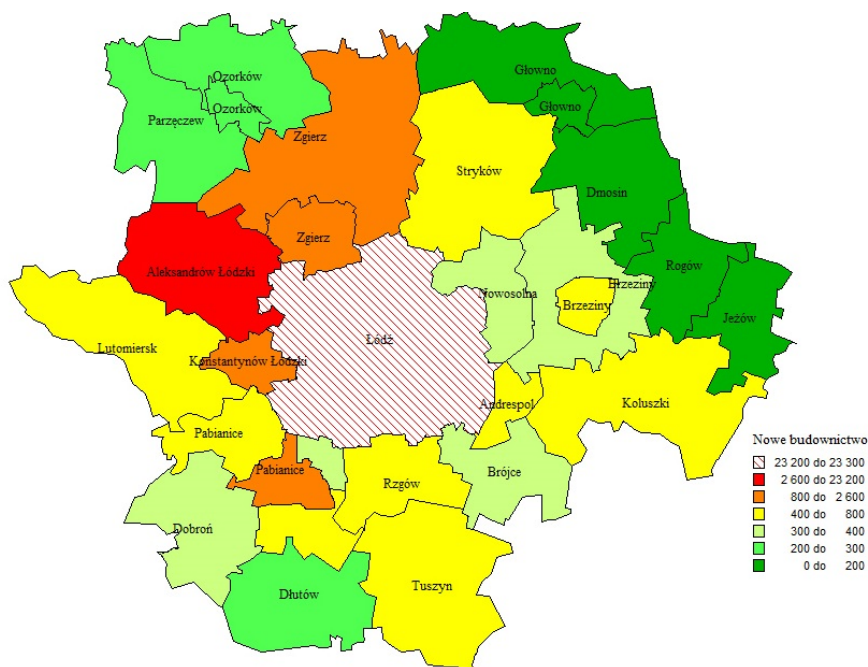 Ozorków
Głowno
Ozorków
Głowno
Parzęczew
Zgierz
Stryków
Dmosin
Zgierz
Aleksandrów Łódzki
Rogów
Brzeziny
Nowosolna
Brzeziny
Jeżów
Łódź
Lutomiersk
Konstantynów Łódzki
Andrespol
Koluszki
Pabianice
Pabianice
Brójce
Rzgów
Dobroń
Dłutów
Tuszyn
Nowe budownictwo
23 200 do 23 300
2 600 do 23 200
800 do 2 600
400 do 800
300 do 400
200 do 300
0 do 200